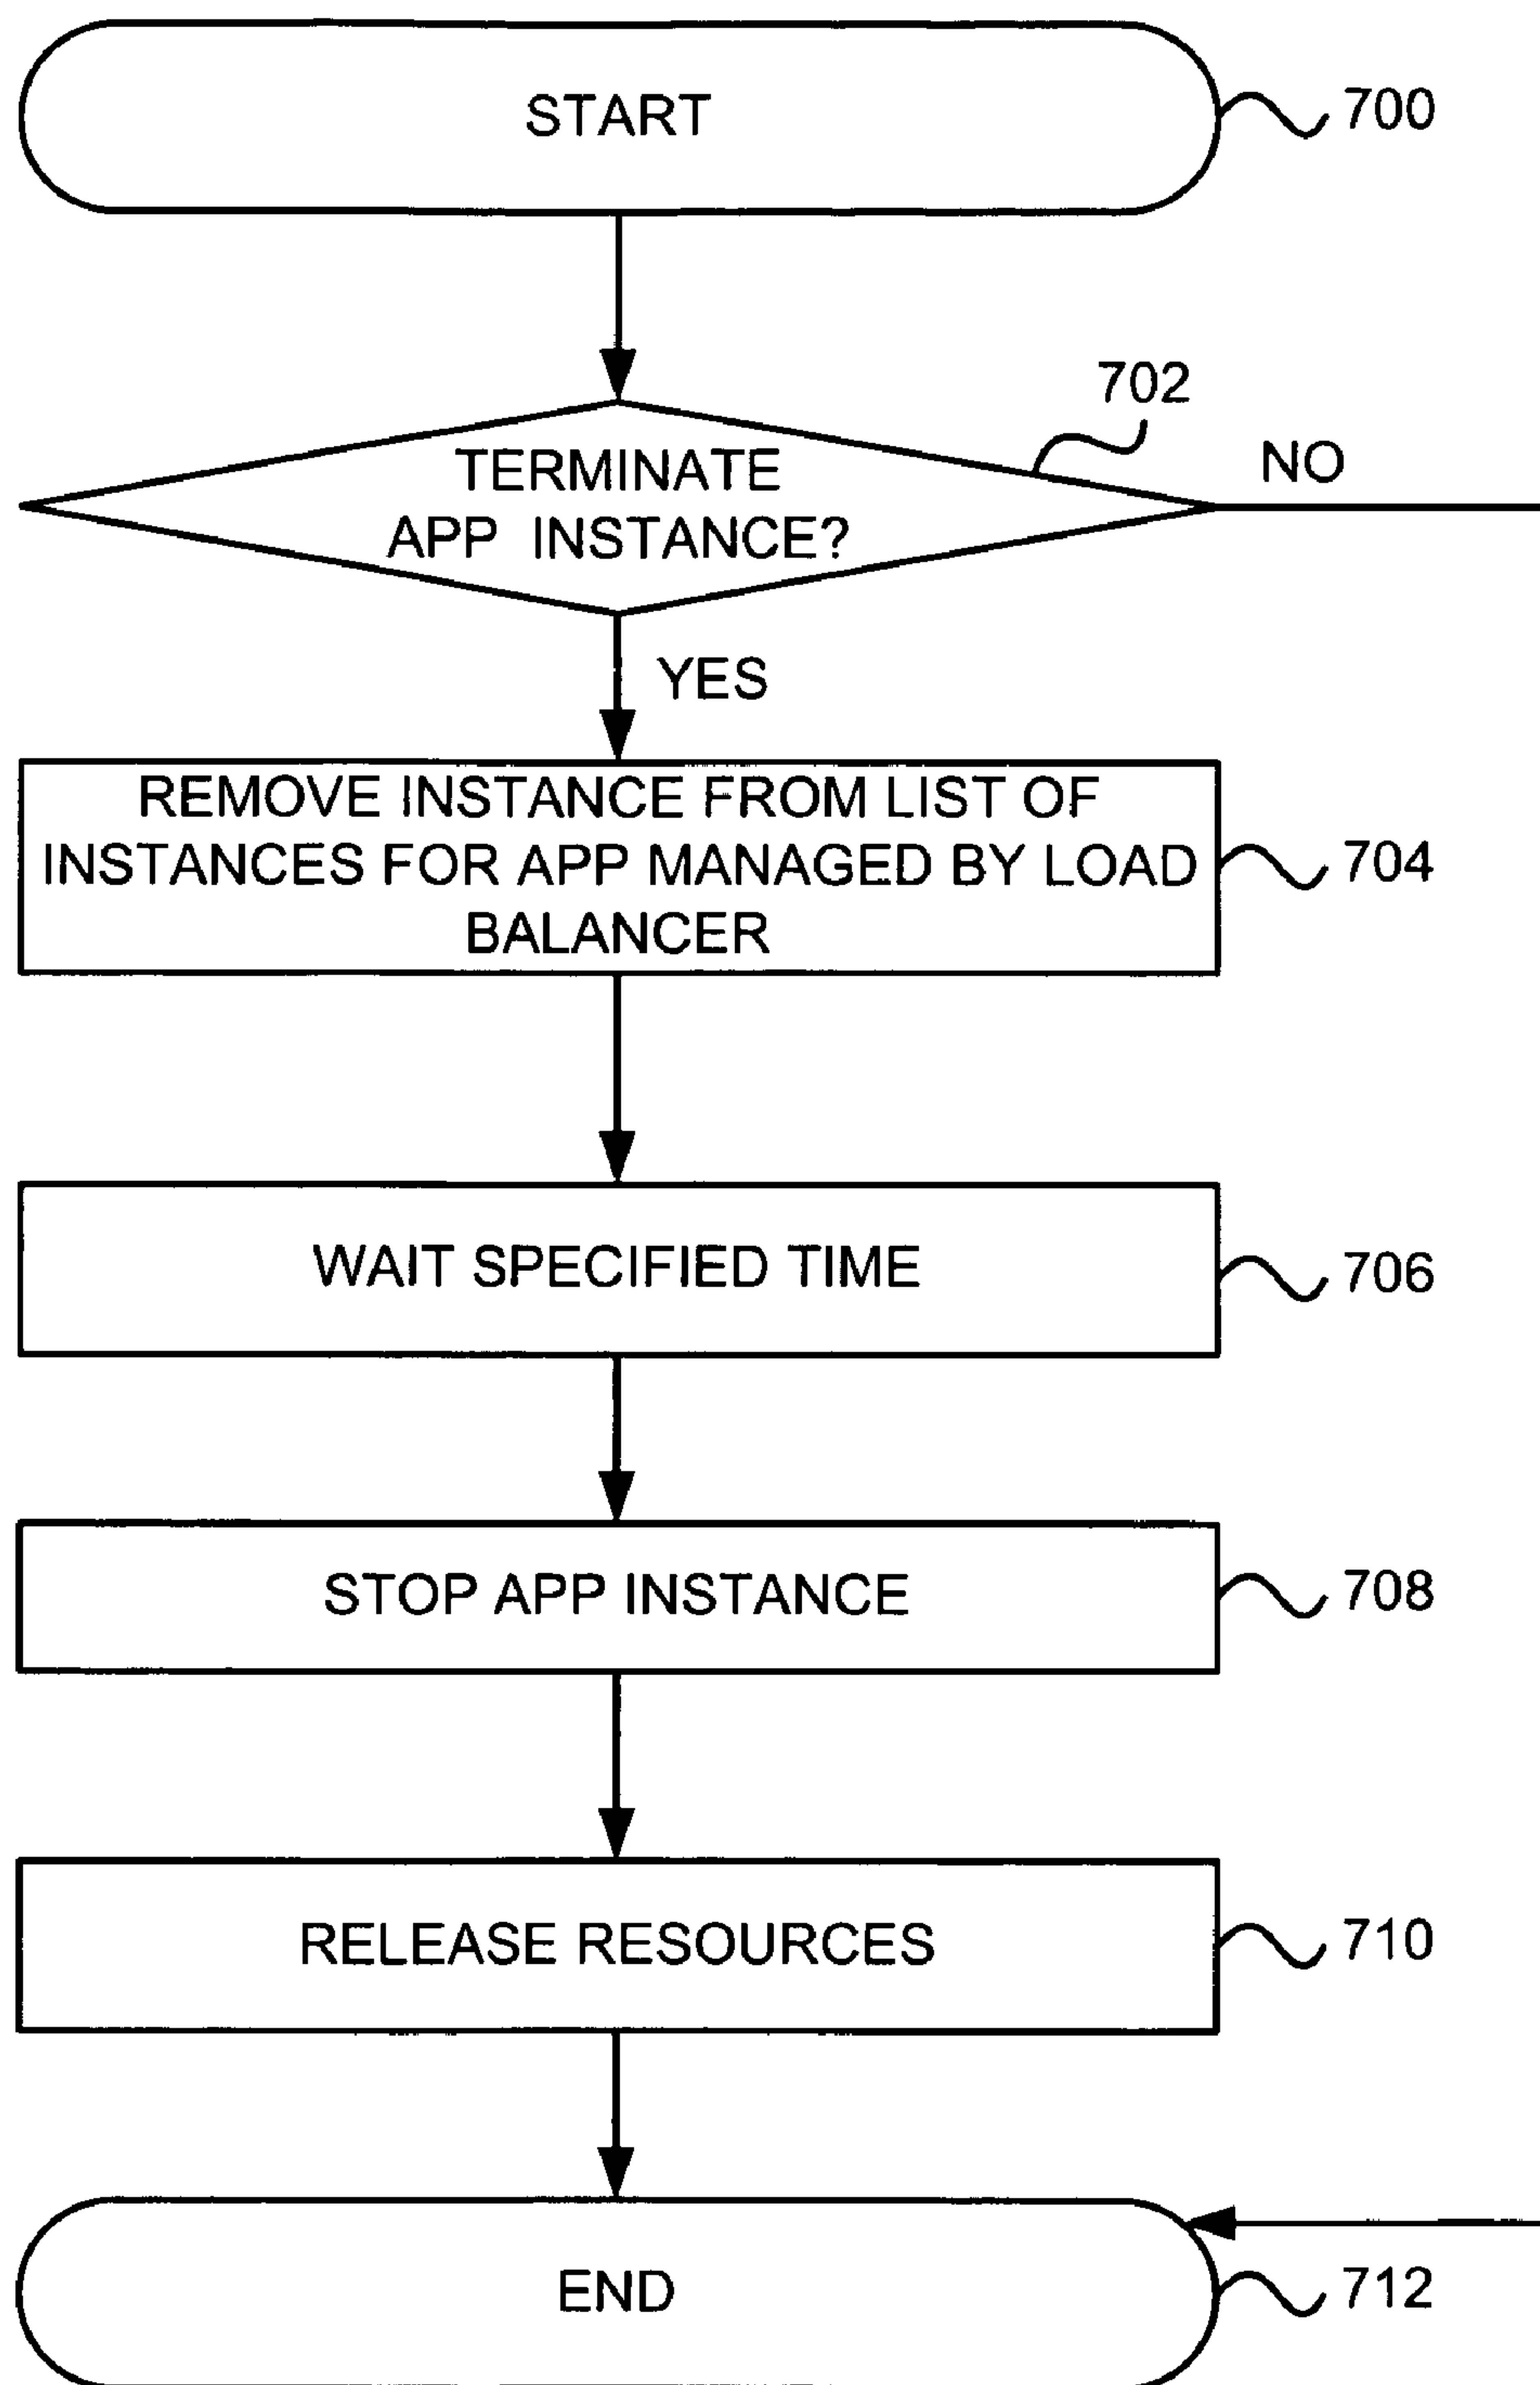 START
700
702
NO
TERMINATE
APP INSTANCE?
YES
REMOVE INSTANCE FROM LIST OF
INSTANCES FOR APP MANAGED BY LOAD
BALANCER
704
WAIT SPECIFIED TIME
706
STOP APP INSTANCE
708
RELEASE RESOURCES
710
END
712